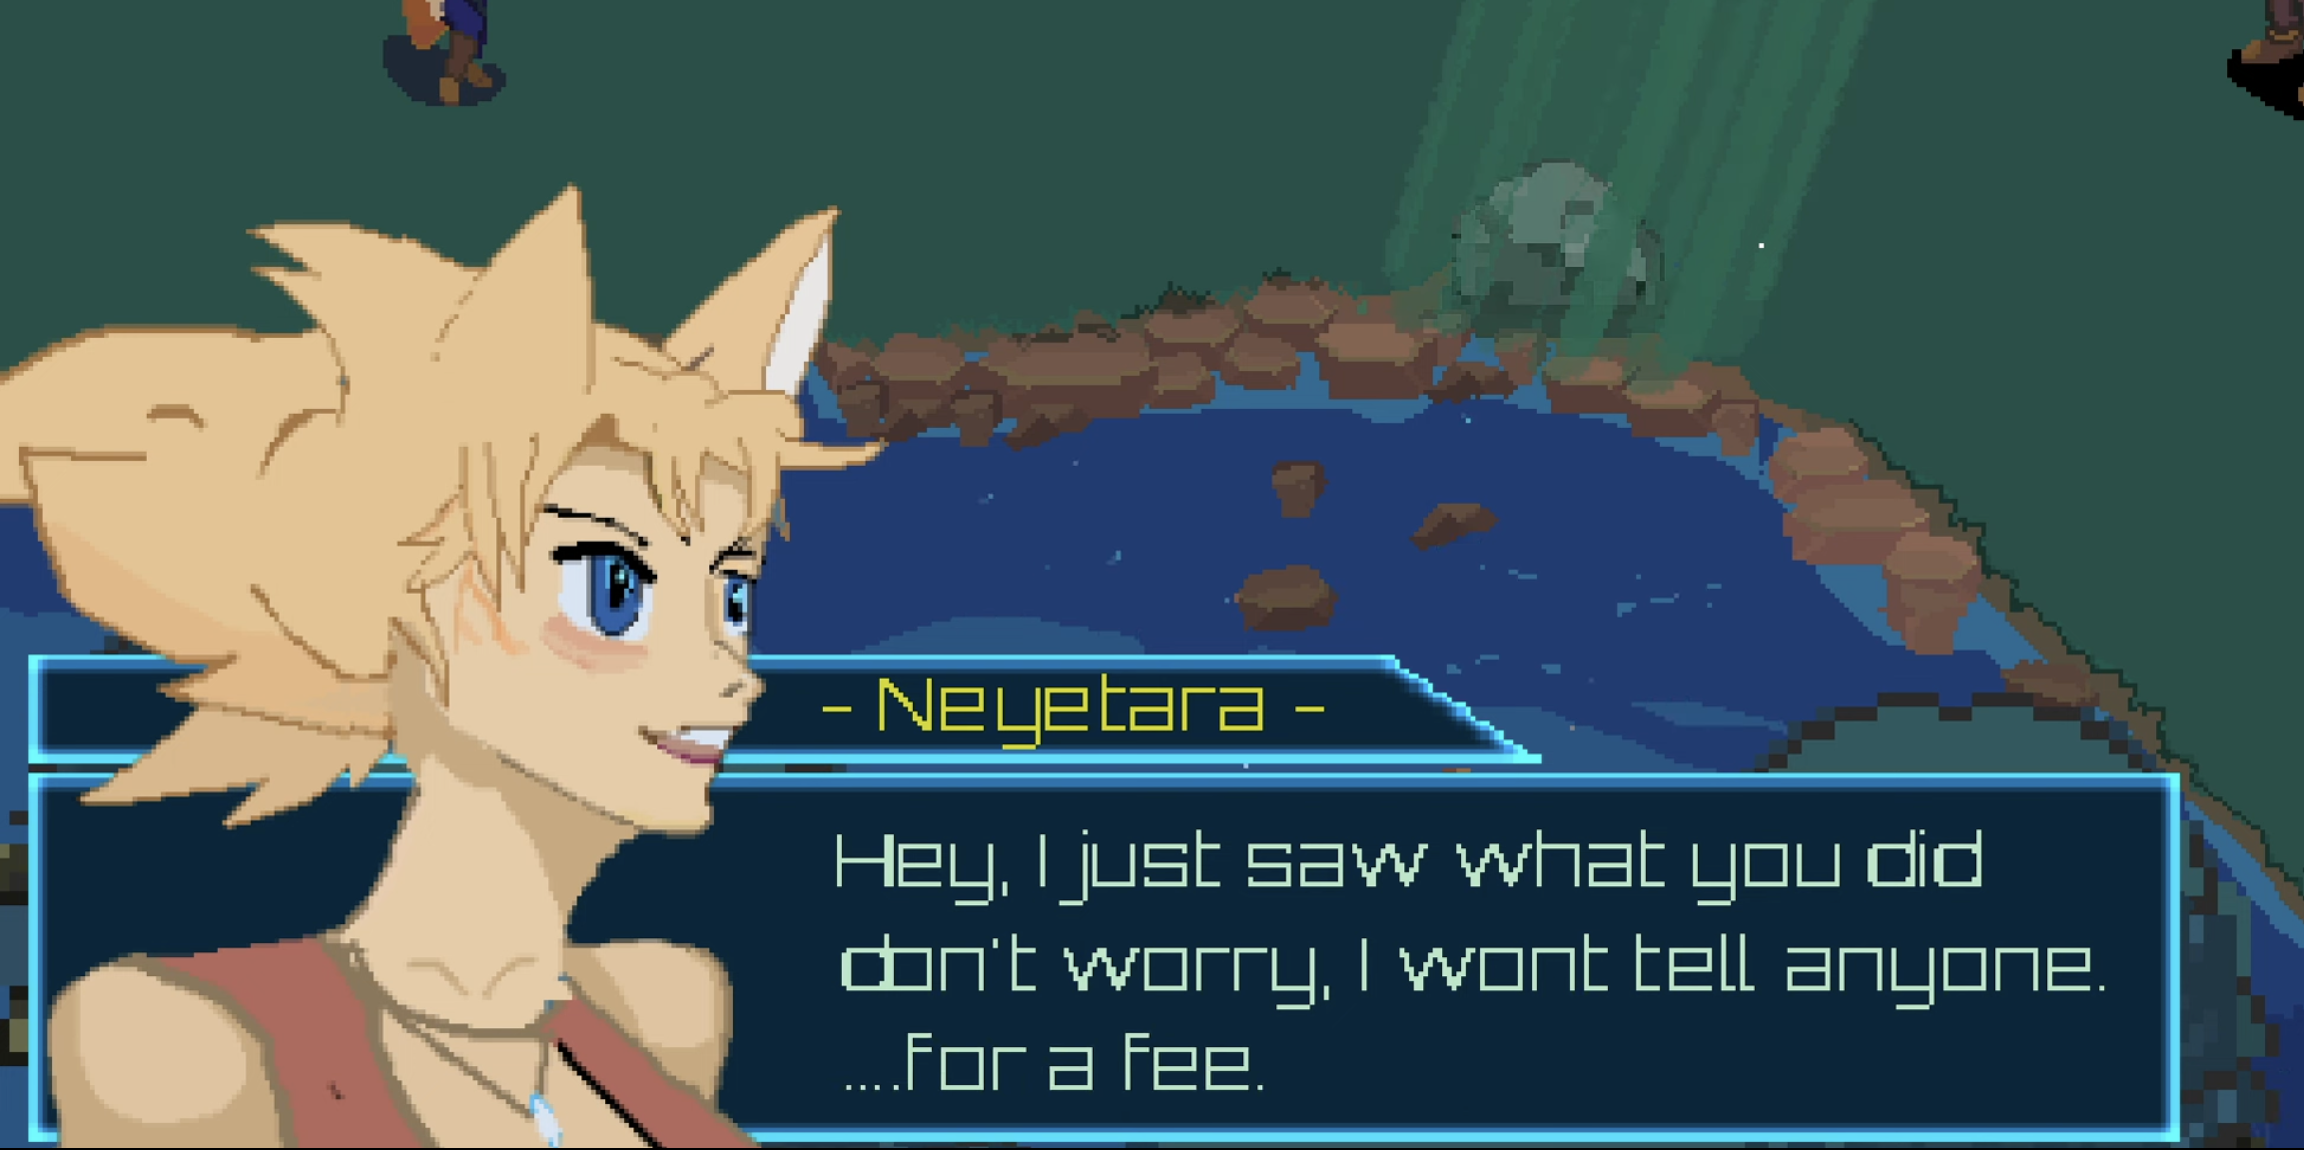 - Neyetara -
Hey, I just saw what you did
don't worry, I wont tell anyone.
....for a fee.